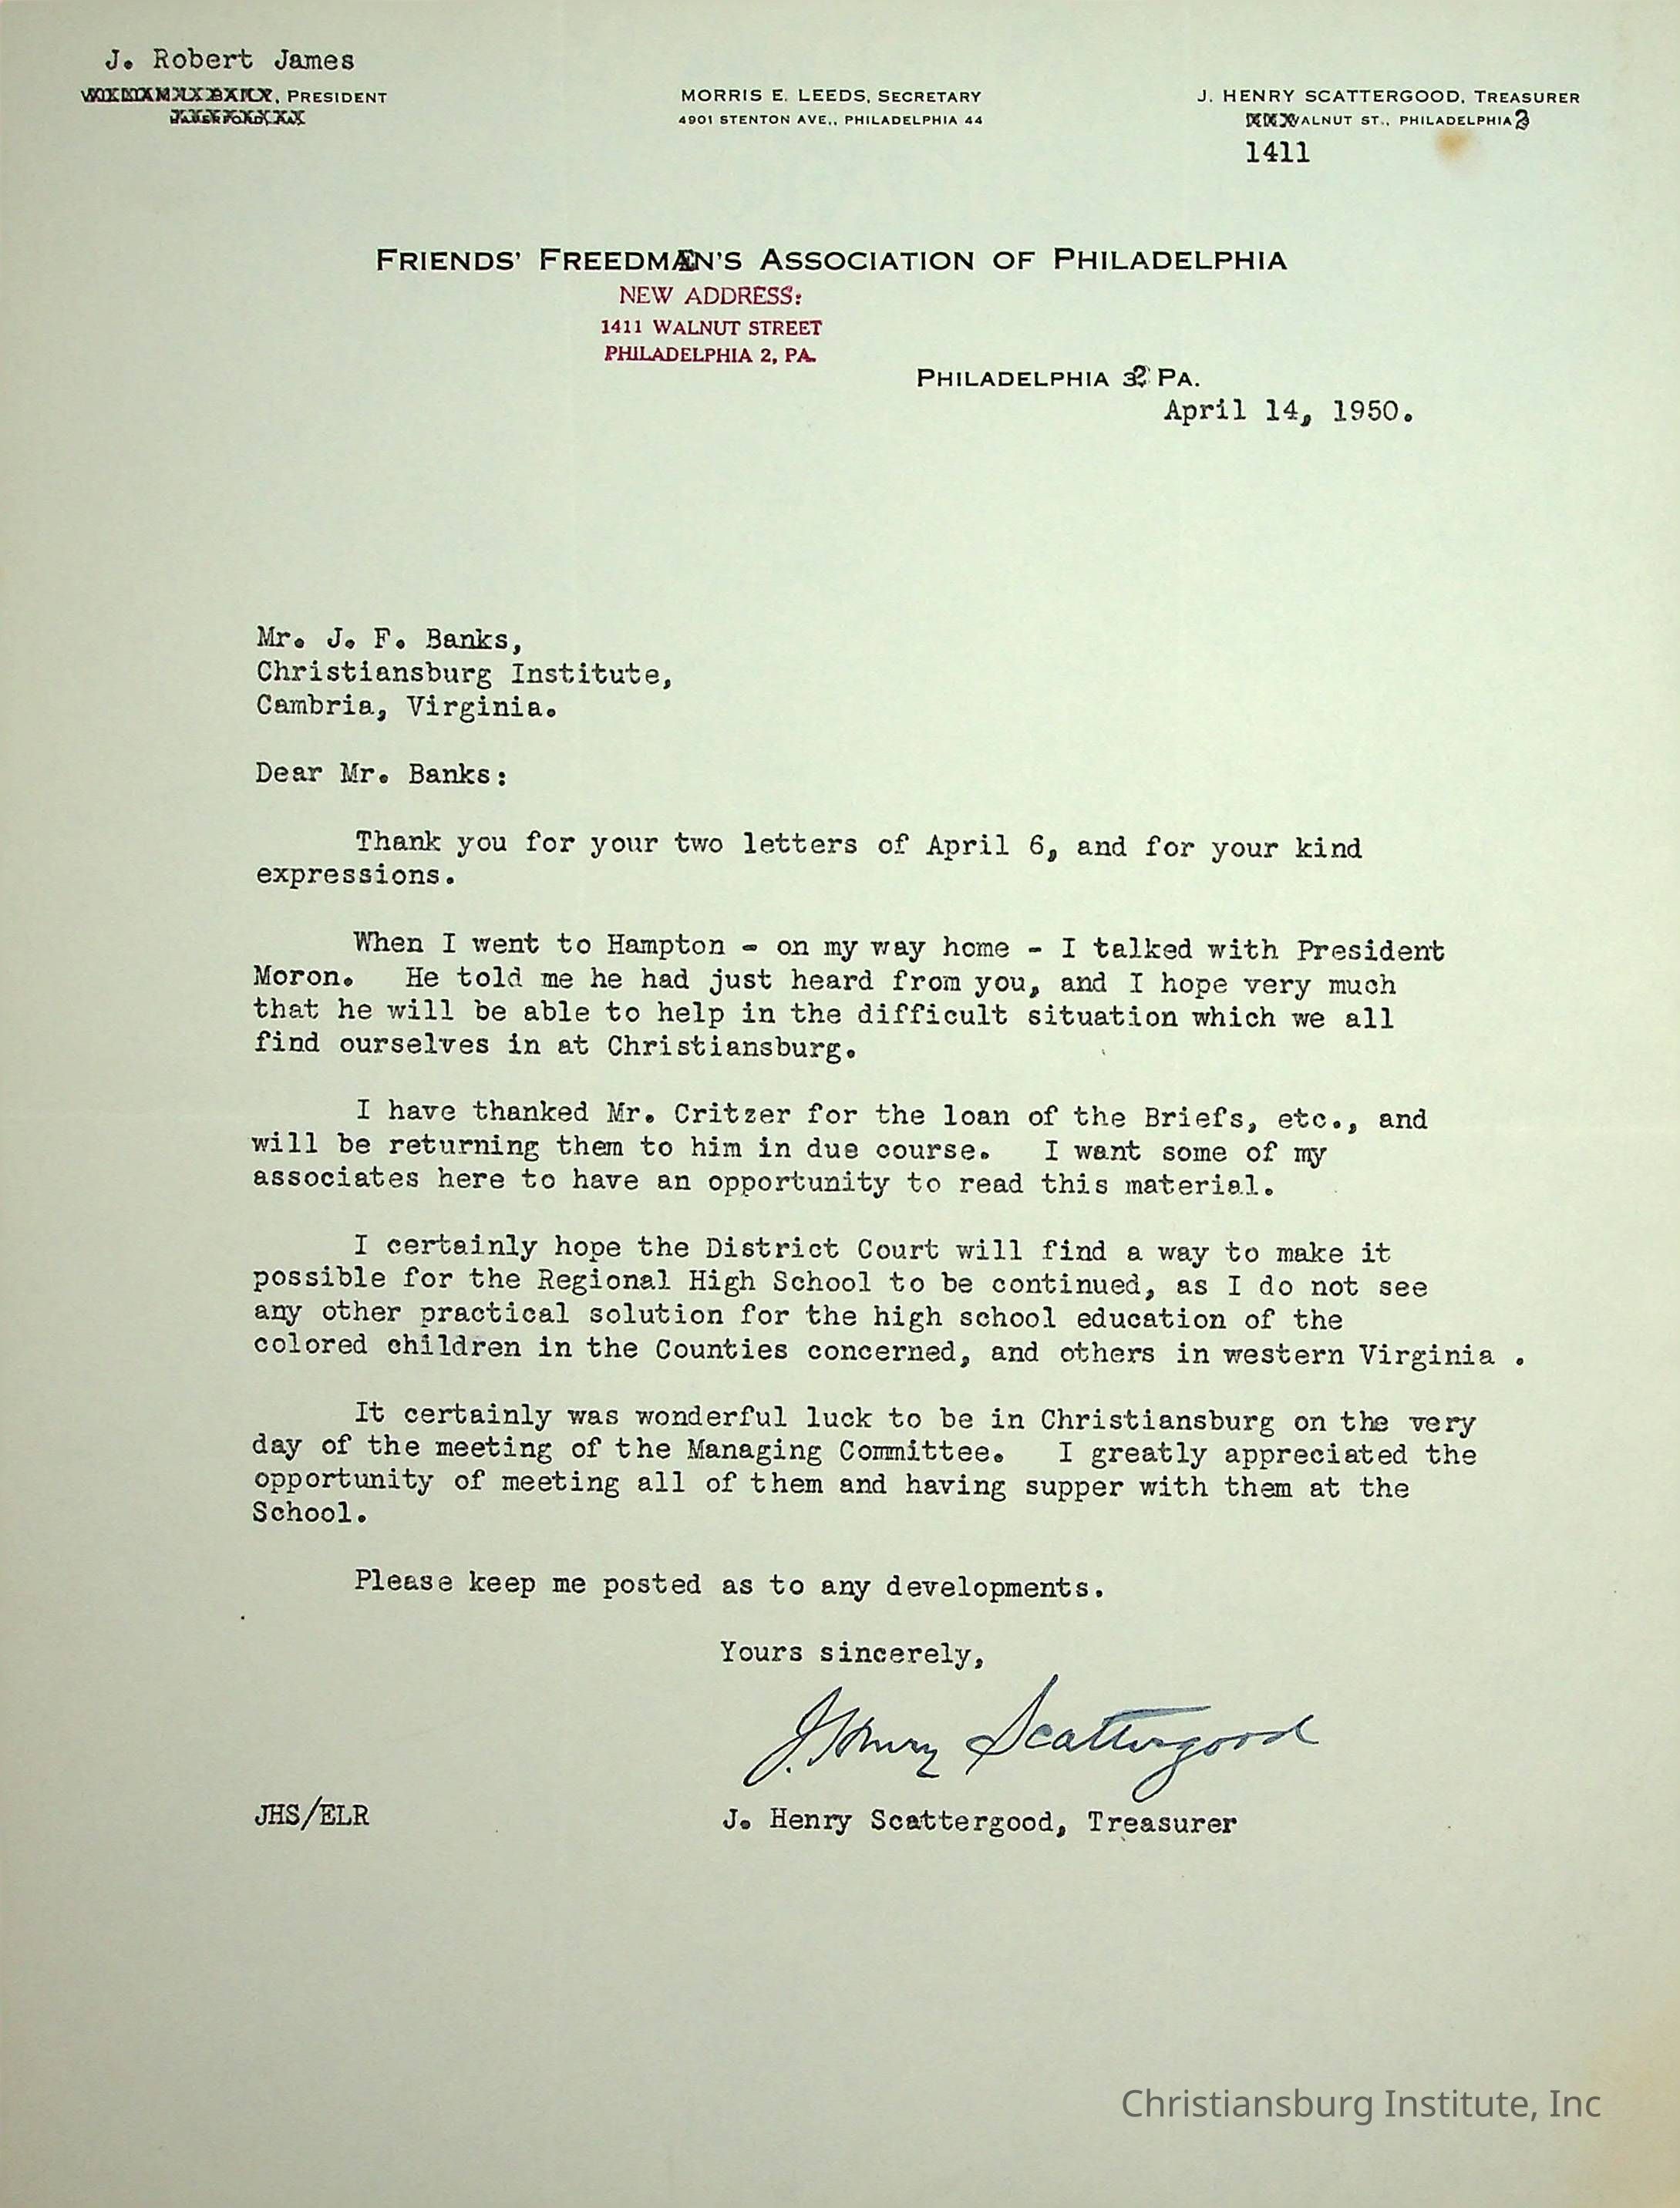 J. Robert James
, PRESIDENT
MORRIS E. LEEDS, SECRETARY
4901 STENTON AVE., PHILADELPHIA 44
J. HENRY SCATTERGOOD, TREASURER
WALNUT ST., PHILADELPHIA 2
1411
FRIENDS' FREEDMEN'S ASSOCIATION OF PHILADELPHIA
NEW ADDRESS:
1411 WALNUT STREET
PHILADELPHIA 2, PA.
PHILADELPHIA 2 PA.
April 14, 1950.
Mr. J. F. Banks,
Christiansburg Institute,
Cambria, Virginia.
Dear Mr. Banks:
Thank you for your two letters of April 6, and for your kind
expressions.
When I went to Hampton - on my way home - I talked with President
Moron. He told me he had just heard from you, and I hope very much
that he will be able to help in the difficult situation which we all
find ourselves in at Christiansburg.
I have thanked Mr. Critzer for the loan of the Briefs, etc., and
will be returning them to him in due course. I want some of my
associates here to have an opportunity to read this material.
I certainly hope the District Court will find a way to make it
possible for the Regional High School to be continued, as I do not see
any other practical solution for the high school education of the
colored children in the Counties concerned, and others in western Virginia .
It certainly was wonderful luck to be in Christiansburg on the very
day of the meeting of the Managing Committee. I greatly appreciated the
opportunity of meeting all of them and having supper with them at the
School.
Please keep me posted as to any developments.
Yours sincerely,
J. Henry Scattergood
JHS/ELR
J. Henry Scattergood, Treasurer
Christiansburg Institute, Inc